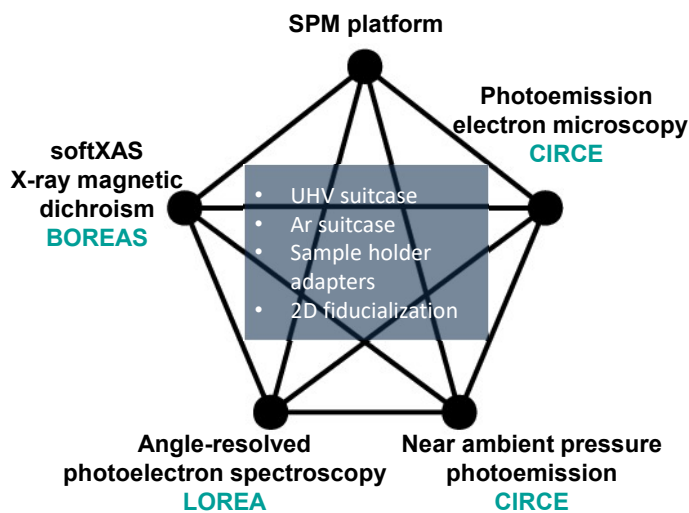 SPM platform
Photoemission
electron microscopy
CIRCE
softXAS
X-ray magnetic
dichroism
BOREAS
• UHV suitcase
• Ar suitcase
• Sample holder
adapters
• 2D fiducialization
Angle-resolved
photoelectron spectroscopy
LOREA
Near ambient pressure
photoemission
CIRCE